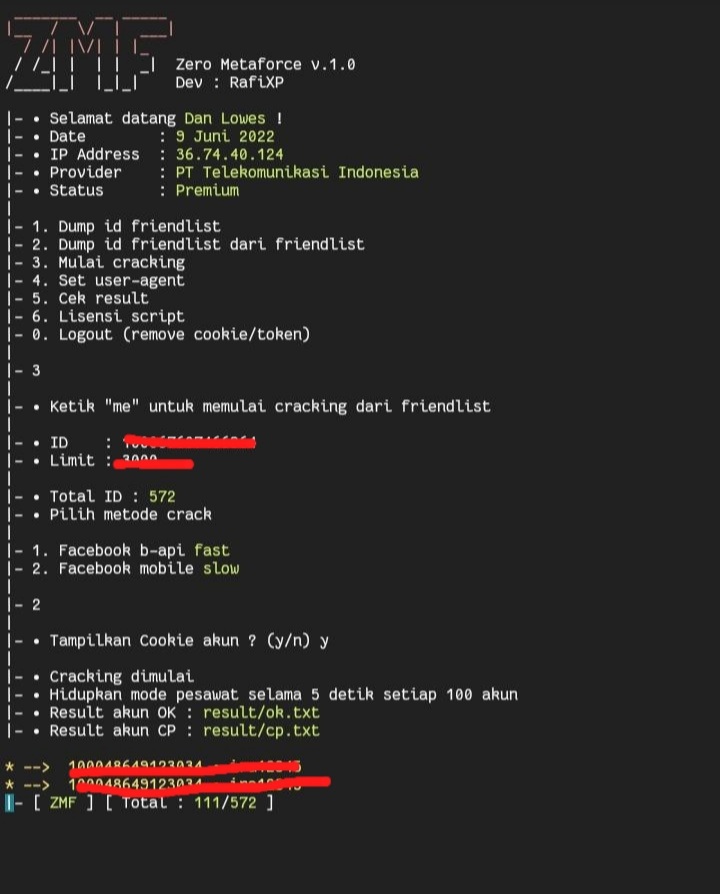 ZMF
Zero Metaforce v.1.0
Dev : RafiXP
|- • Selamat datang Dan Lowes !
|- • Date : 9 Juni 2022
|- • IP Address : 36.74.40.124
|- • Provider : PT Telekomunikasi Indonesia
|- • Status : Premium
|- 1. Dump id friendlist
|- 2. Dump id friendlist dari friendlist
|- 3. Mulai cracking
|- 4. Set user-agent
|- 5. Cek result
|- 6. Lisensi script
|- 0. Logout (remove cookie/token)
|- 3
|- • Ketik "me" untuk memulai cracking dari friendlist
|- • ID :
|- • Limit :
|- • Total ID : 572
|- • Pilih metode crack
|- 1. Facebook b-api fast
|- 2. Facebook mobile slow
|- 2
|- • Tampilkan Cookie akun ? (y/n) y
|- • Cracking dimulai
|- • Hidupkan mode pesawat selama 5 detik setiap 100 akun
|- • Result akun OK : result/ok.txt
|- • Result akun CP : result/cp.txt
* -->
* -->
|- [ ZMF ] [ Total : 111/572 ]